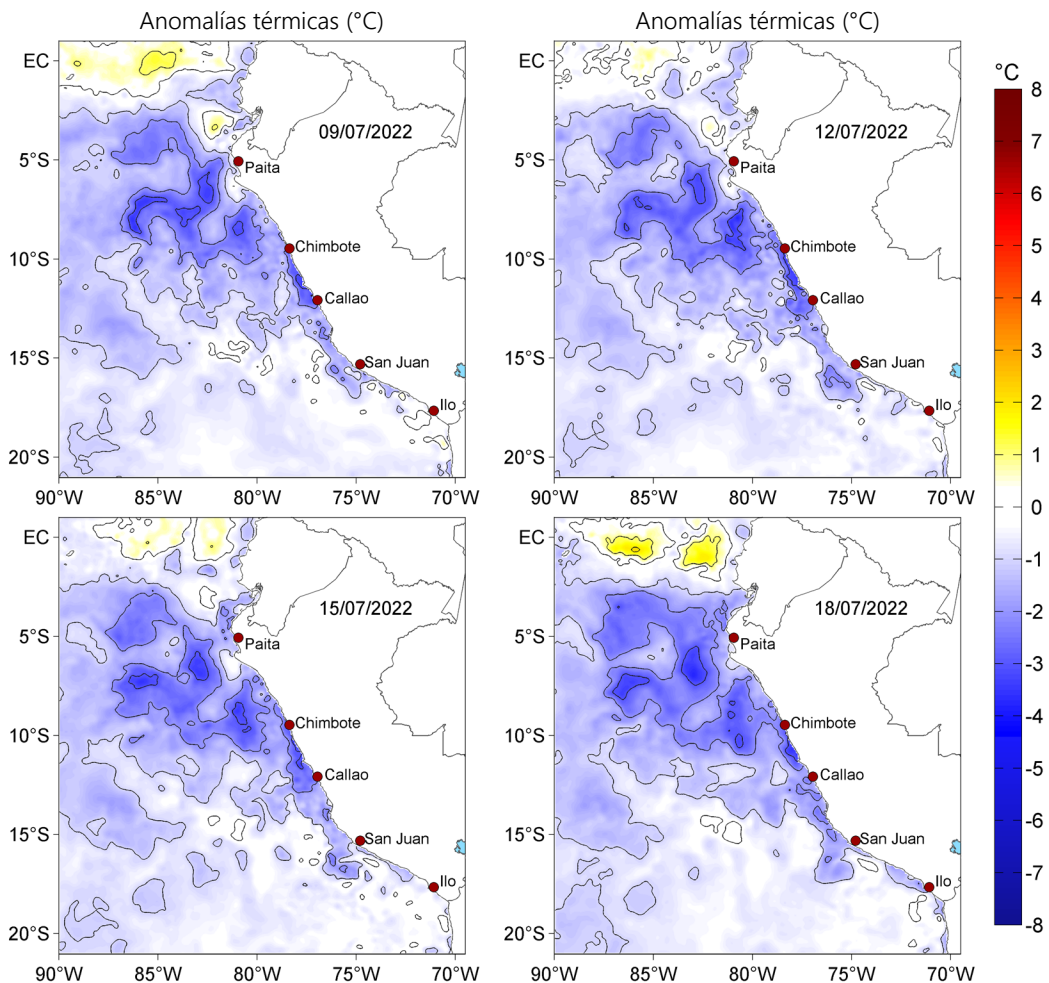 Anomalías térmicas (°C)
Anomalías térmicas (°C)
EC
5°S
10°S
15°S
20°S
90°W
85°W
80°W
75°W
70°W
09/07/2022
Paita
Chimbote
Callao
San Juan
Ilo
EC
5°S
10°S
15°S
20°S
90°W
85°W
80°W
75°W
70°W
12/07/2022
Paita
Chimbote
Callao
San Juan
Ilo
EC
5°S
10°S
15°S
20°S
90°W
85°W
80°W
75°W
70°W
15/07/2022
Paita
Chimbote
Callao
San Juan
Ilo
EC
5°S
10°S
15°S
20°S
90°W
85°W
80°W
75°W
70°W
18/07/2022
Paita
Chimbote
Callao
San Juan
Ilo
°C
8
7
6
5
4
3
2
1
0
-1
-2
-3
-4
-5
-6
-7
-8